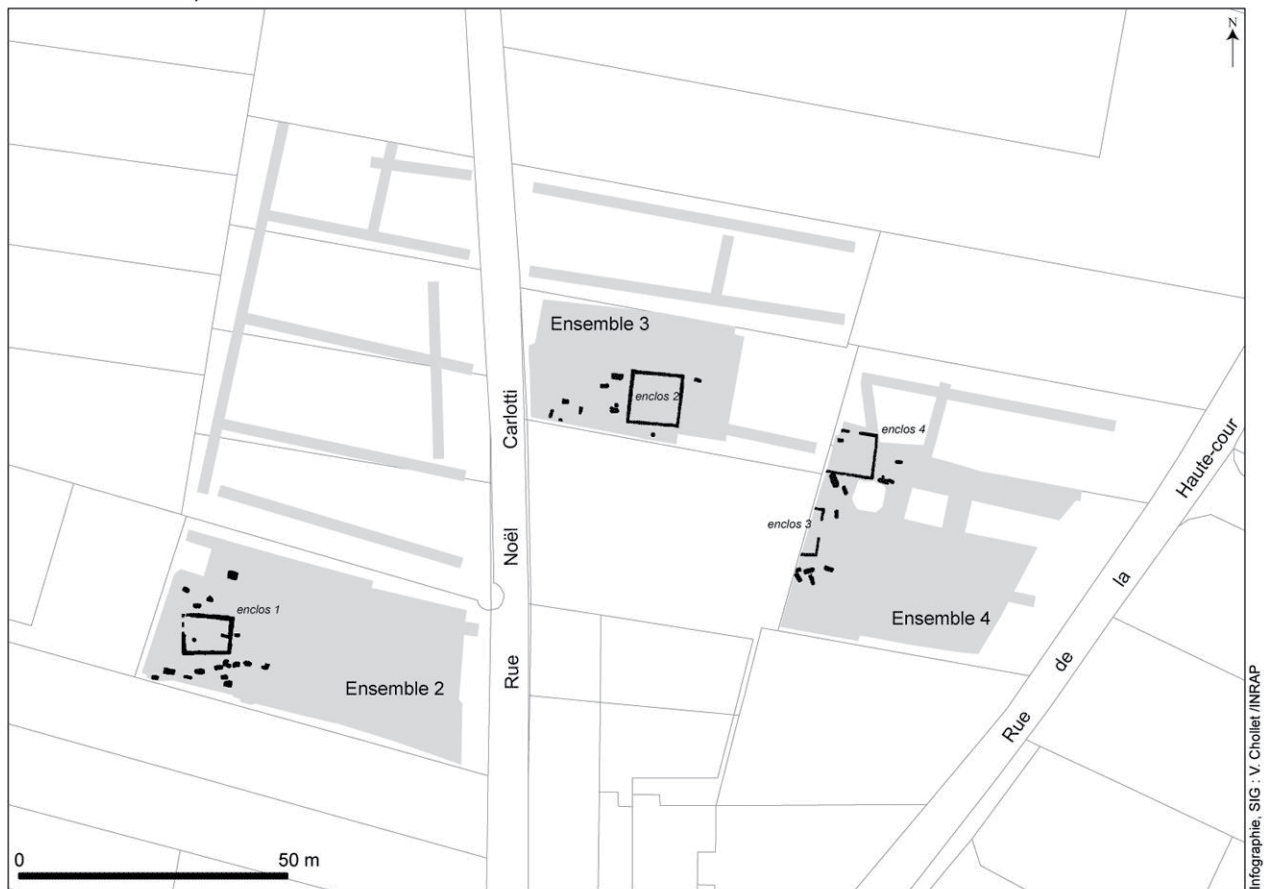 N
Ensemble 3
enclos 2
enclos 4
Haute-cour
enclos 3
la
Ensemble 4
de
Rue
Carlotti
Noël
Rue
enclos 1
Ensemble 2
0 50 m
Infographie, SIG : V. Chollet /INRAP